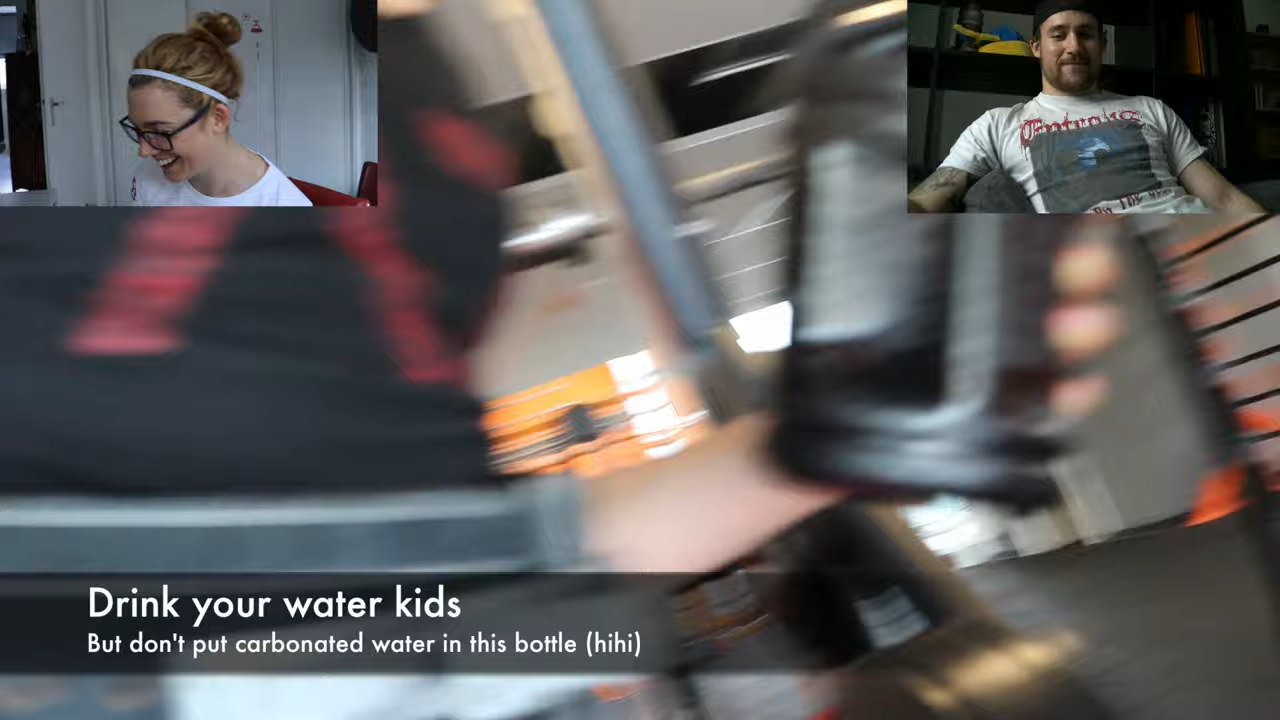 Drink your water kids
But don't put carbonated water in this bottle (hihi)